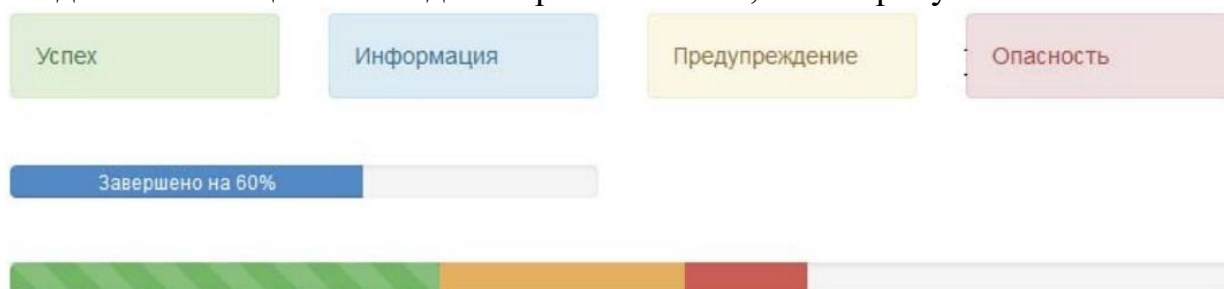 Успех
Информация
Предупреждение
Опасность
Завершено на 60%